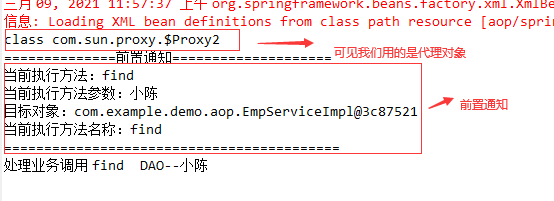 三月 09, 2021 11:57:37 上午 org.springframework.beans.factory.xml.XmlBe
信息: Loading XML bean definitions from class path resource [aop/spri
class com.sun.proxy.$Proxy2
可见我们用的是代理对象
==============前置通知====================
当前执行方法：find
当前执行方法参数：小陈
目标对象：com.example.demo.aop.EmpServiceImpl@3c87521
前置通知
当前执行方法名称：find
=========================================
处理业务调用find  DAO--小陈